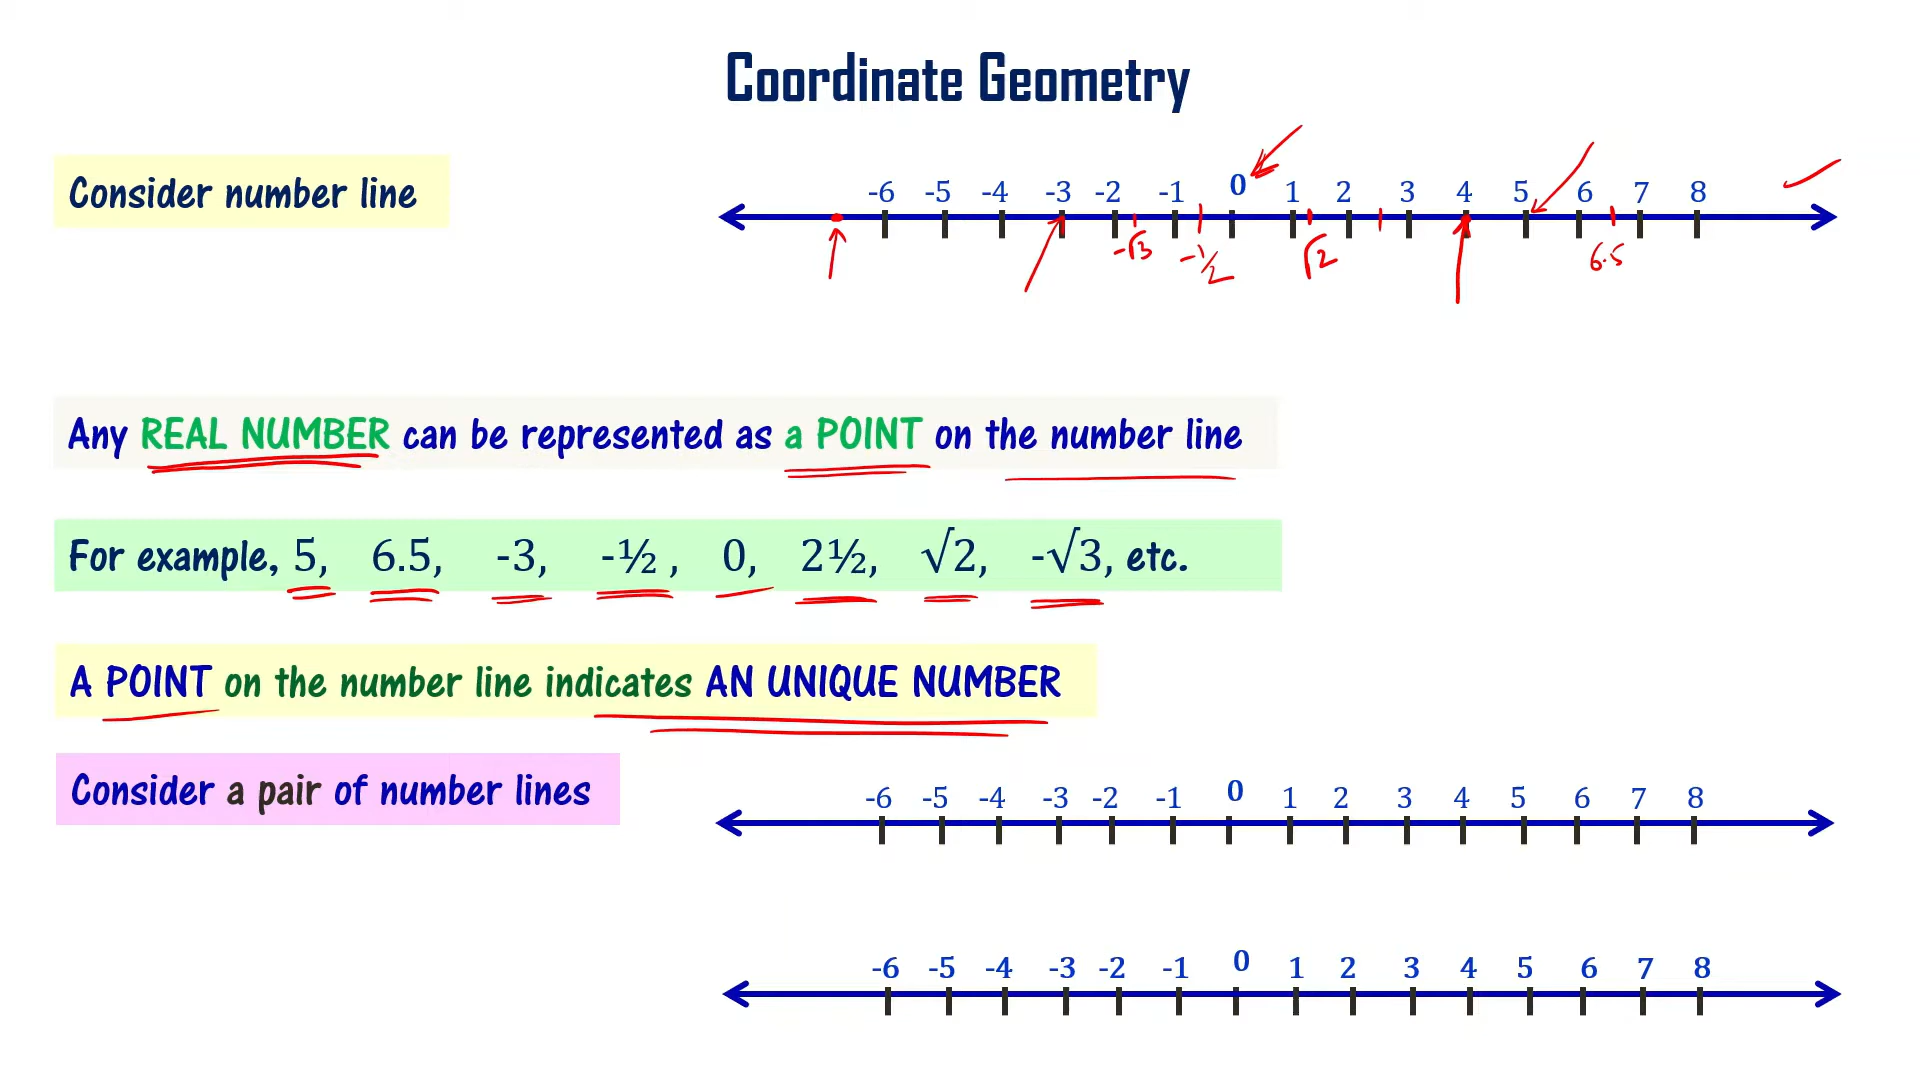 Coordinate Geometry
Consider number line
-6 -5 -4 -3 -2 -1 0 1 2 3 4 5 6 7 8
-√3 -1/2 √2 6.5
Any REAL NUMBER can be represented as a POINT on the number line
For example, 5, 6.5, -3, -½ , 0, 2½, √2, -√3, etc.
A POINT on the number line indicates AN UNIQUE NUMBER
Consider a pair of number lines
-6 -5 -4 -3 -2 -1 0 1 2 3 4 5 6 7 8
-6 -5 -4 -3 -2 -1 0 1 2 3 4 5 6 7 8